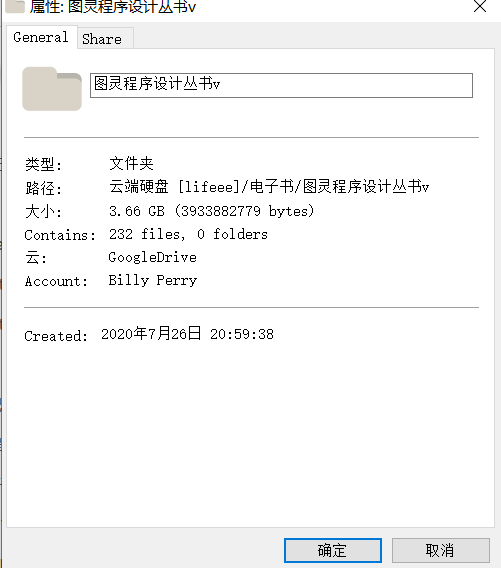 属性: 图灵程序设计丛书v
General
Share
图灵程序设计丛书v
类型: 文件夹
路径: 云端硬盘 [lifeee]/电子书/图灵程序设计丛书v
大小: 3.66 GB (3933882779 bytes)
Contains: 232 files, 0 folders
云: GoogleDrive
Account: Billy Perry
Created: 2020年7月26日 20:59:38
确定
取消